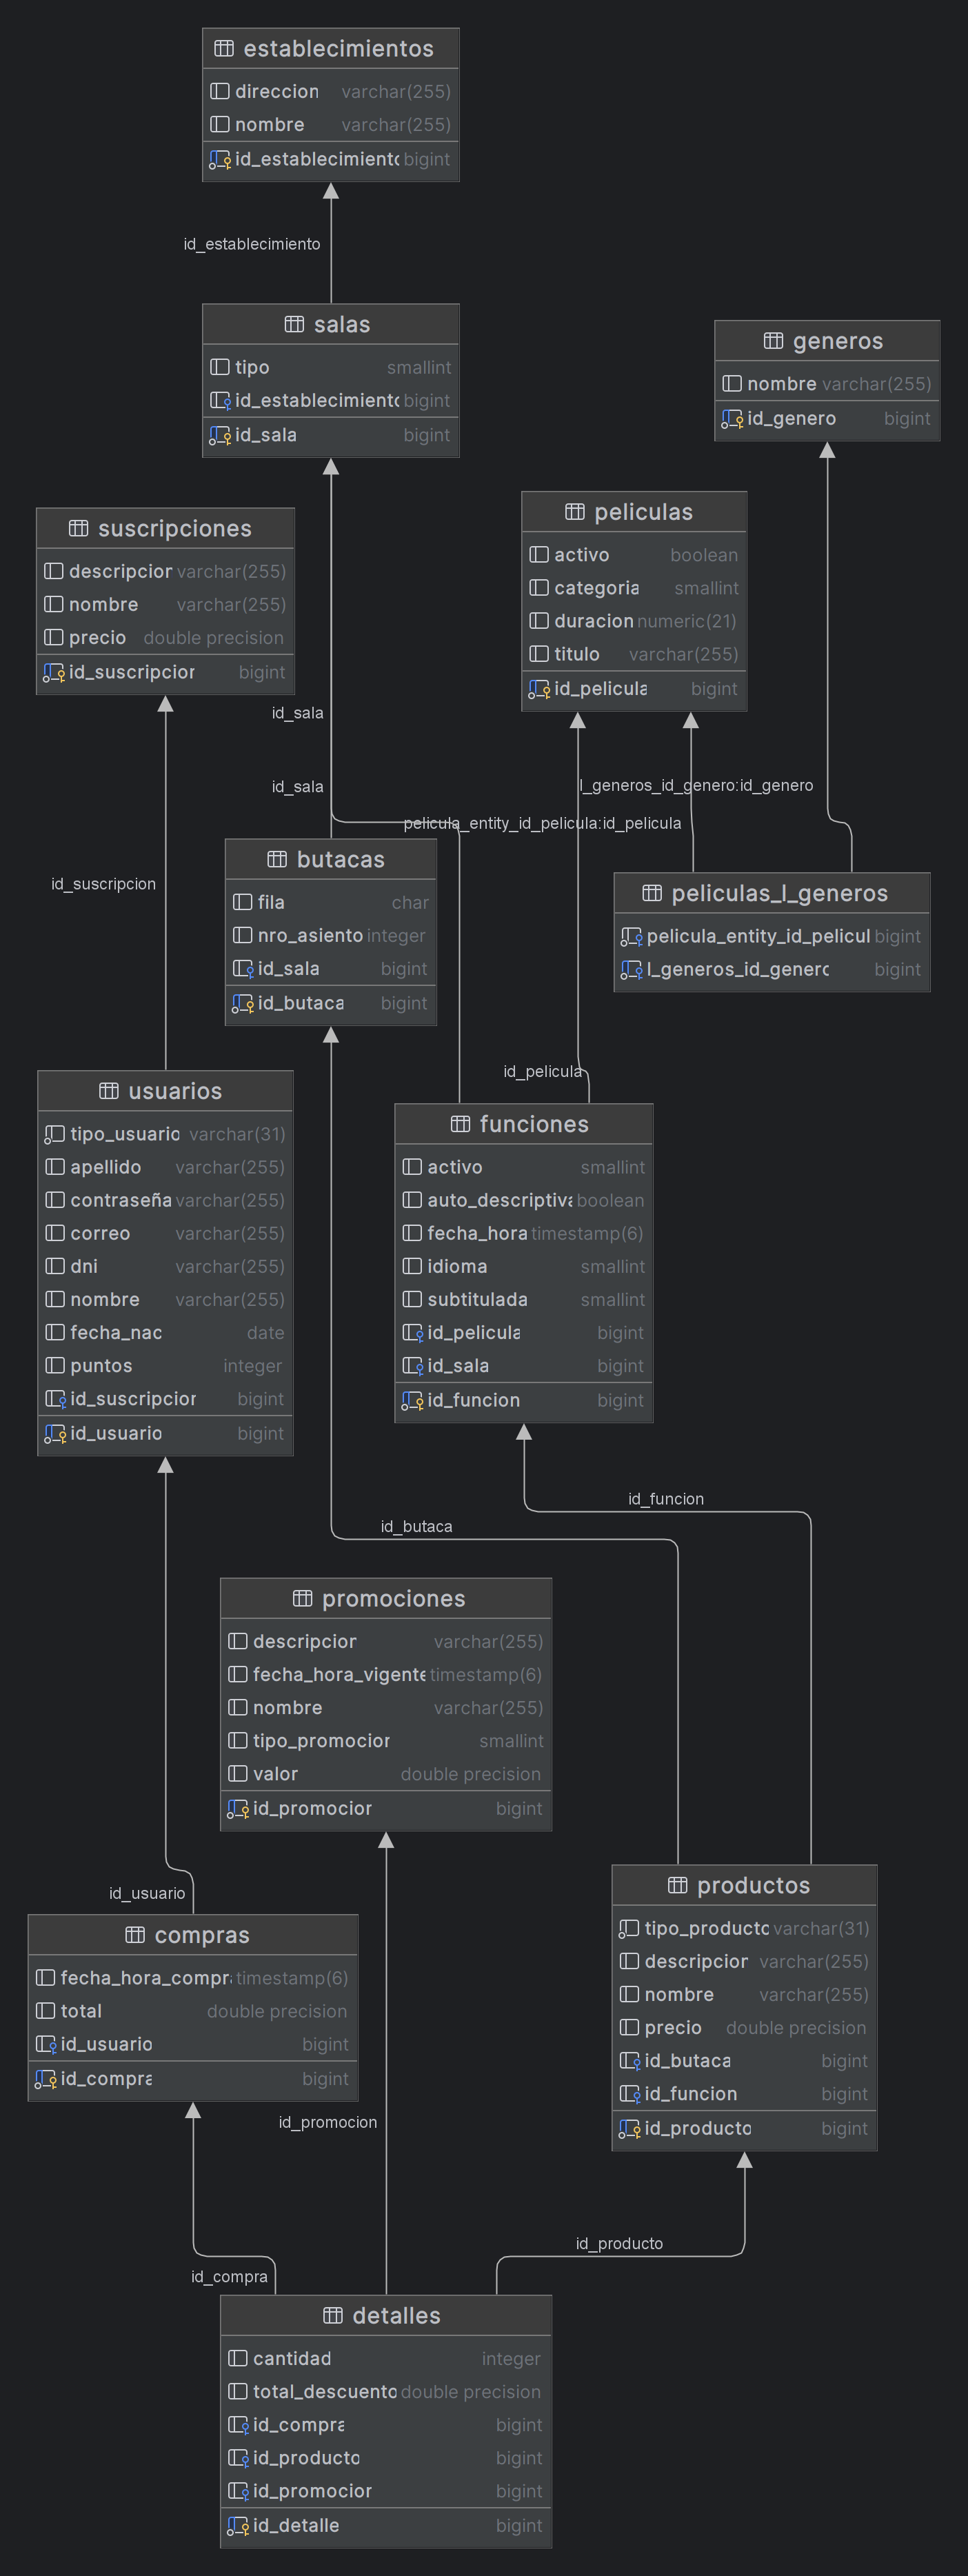 establecimientos
direccion varchar(255)
nombre varchar(255)
id_establecimiento bigint
id_establecimiento
salas
tipo smallint
id_establecimiento bigint
id_sala bigint
generos
nombre varchar(255)
id_genero bigint
peliculas
activo boolean
categoria smallint
duracion numeric(21)
titulo varchar(255)
id_pelicula bigint
suscripciones
descripcion varchar(255)
nombre varchar(255)
precio double precision
id_suscripcion bigint
id_sala
id_sala
l_generos_id_genero:id_genero
pelicula_entity_id_pelicula:id_pelicula
butacas
fila char
nro_asiento integer
id_sala bigint
id_butaca bigint
peliculas_l_generos
pelicula_entity_id_pelicul bigint
l_generos_id_genero bigint
id_suscripcion
id_pelicula
usuarios
tipo_usuario varchar(31)
apellido varchar(255)
contraseña varchar(255)
correo varchar(255)
dni varchar(255)
nombre varchar(255)
fecha_nac date
puntos integer
id_suscripcion bigint
id_usuario bigint
funciones
activo smallint
auto_descriptiva boolean
fecha_hora timestamp(6)
idioma smallint
subtitulada smallint
id_pelicula bigint
id_sala bigint
id_funcion bigint
id_funcion
id_butaca
promociones
descripcion varchar(255)
fecha_hora_vigente timestamp(6)
nombre varchar(255)
tipo_promocion smallint
valor double precision
id_promocion bigint
id_usuario
compras
fecha_hora_compra timestamp(6)
total double precision
id_usuario bigint
id_compra bigint
productos
tipo_producto varchar(31)
descripcion varchar(255)
nombre varchar(255)
precio double precision
id_butaca bigint
id_funcion bigint
id_producto bigint
id_promocion
id_producto
id_compra
detalles
cantidad integer
total_descuento double precision
id_compra bigint
id_producto bigint
id_promocion bigint
id_detalle bigint